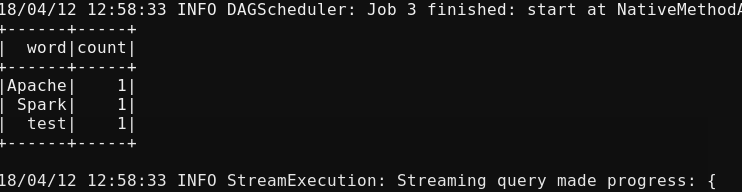 18/04/12 12:58:33 INFO DAGScheduler: Job 3 finished: start at NativeMethodA
+------+-----+
|  word|count|
+------+-----+
|Apache|    1|
| Spark|    1|
|  test|    1|
+------+-----+
18/04/12 12:58:33 INFO StreamExecution: Streaming query made progress: {